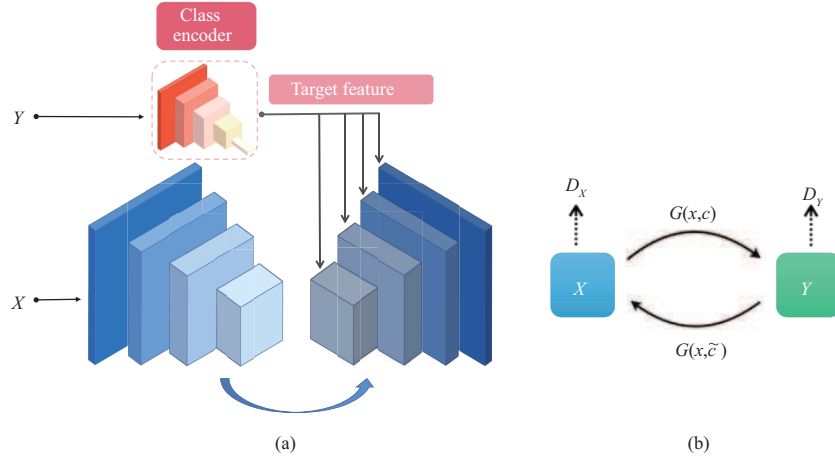 Class
encoder
Target feature
Y
X
D_X
D_Y
G(x,c)
X
Y
G(x,c̃)
(a)
(b)